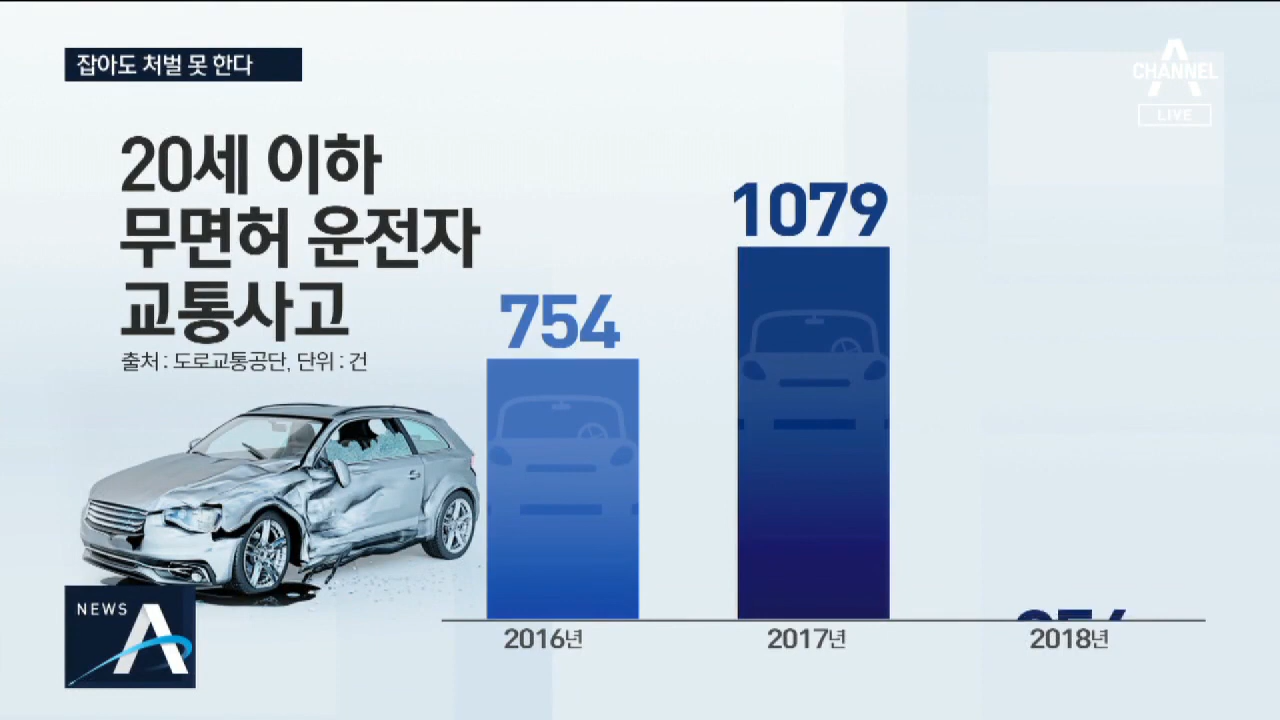 잡아도 처벌 못 한다
CHANNEL
LIVE
20세 이하
무면허 운전자
교통사고
출처 : 도로교통공단, 단위 : 건
754
1079
2016년
2017년
2018년
NEWS A